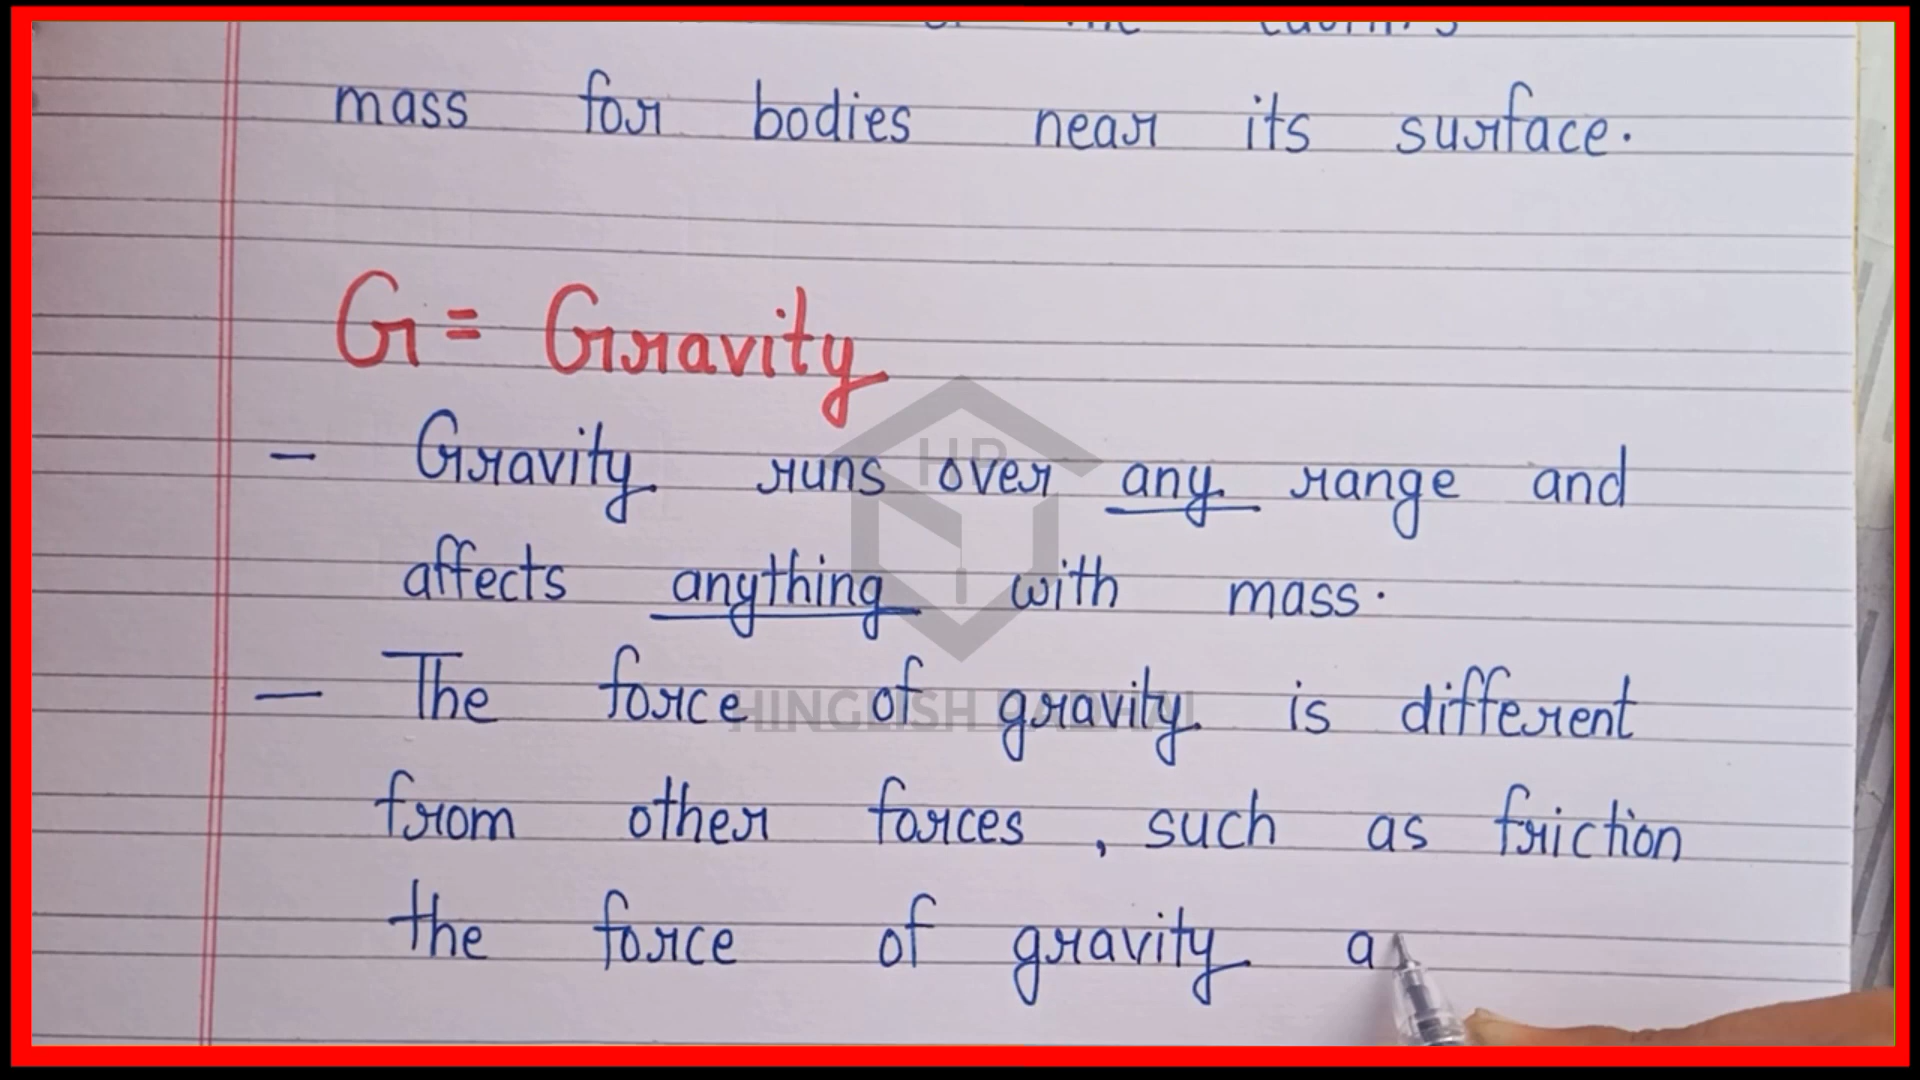 mass for bodies near its surface.
G = Gravity
- Gravity runs over any range and
affects anything with mass.
- The force of gravity is different
from other forces, such as friction
the force of gravity a